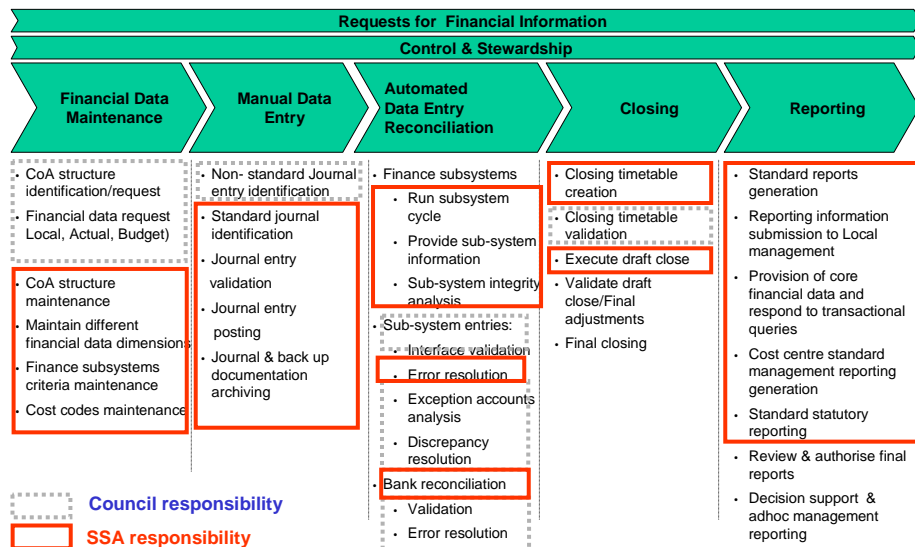 Requests for Financial Information
Control & Stewardship
Financial Data
Maintenance
Manual Data
Entry
Automated
Data Entry
Reconciliation
Closing
Reporting
• CoA structure
identification/request
• Financial data request
Local, Actual, Budget)
• CoA structure
maintenance
• Maintain different
financial data dimensions
• Finance subsystems
criteria maintenance
• Cost codes maintenance
• Non- standard Journal
entry identification
• Standard journal
identification
• Journal entry
validation
• Journal entry
posting
• Journal & back up
documentation
archiving
• Finance subsystems
• Run subsystem
cycle
• Provide sub-system
information
• Sub-system integrity
analysis
• Sub-system entries:
• Interface validation
• Error resolution
• Exception accounts
analysis
• Discrepancy
resolution
• Bank reconciliation
• Validation
• Error resolution
• Closing timetable
creation
• Closing timetable
validation
• Execute draft close
• Validate draft
close/Final
adjustments
• Final closing
• Standard reports
generation
• Reporting information
submission to Local
management
• Provision of core
financial data and
respond to transactional
queries
• Cost centre standard
management reporting
generation
• Standard statutory
reporting
• Review & authorise final
reports
• Decision support &
adhoc management
reporting
Council responsibility
SSA responsibility